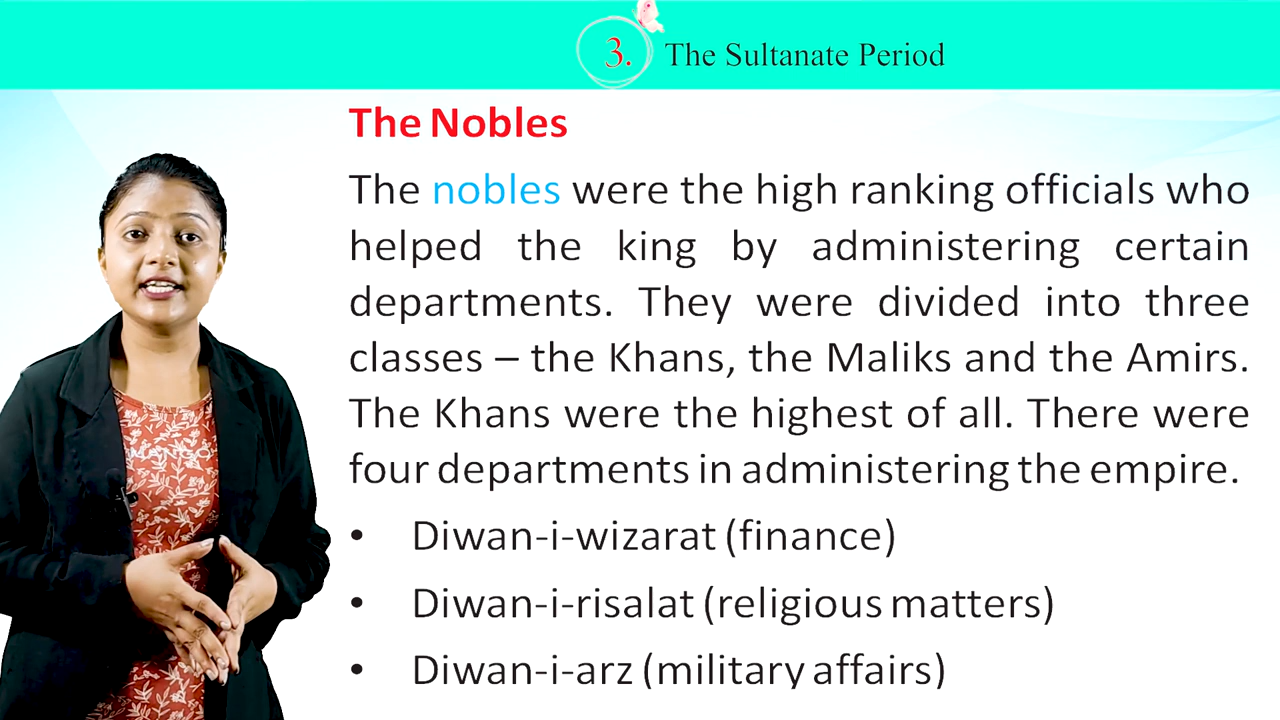 3. The Sultanate Period
The Nobles
The nobles were the high ranking officials who
helped the king by administering certain
departments. They were divided into three
classes – the Khans, the Maliks and the Amirs.
The Khans were the highest of all. There were
four departments in administering the empire.
• Diwan-i-wizarat (finance)
• Diwan-i-risalat (religious matters)
• Diwan-i-arz (military affairs)
MANGO